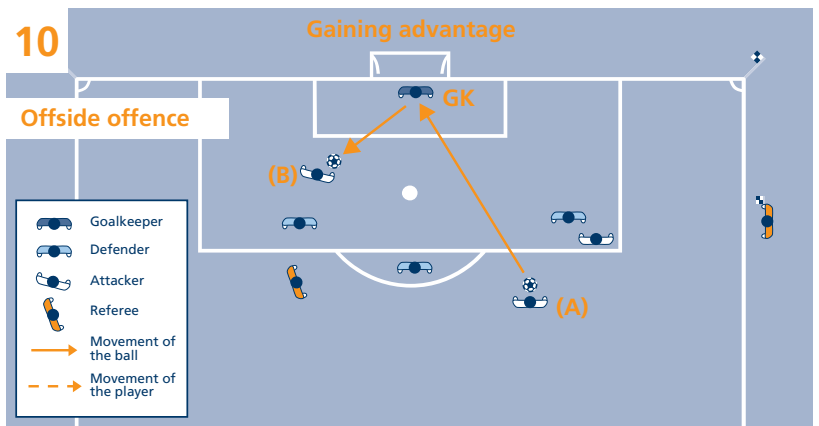 10
Gaining advantage
GK
Offside offence
(B)
(A)
Goalkeeper
Defender
Attacker
Referee
Movement of
the ball
Movement of
the player